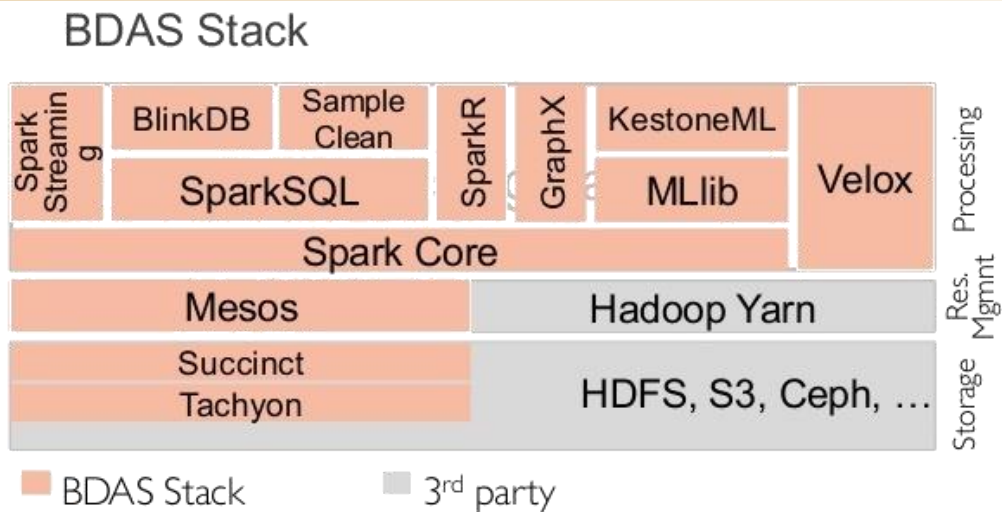 BDAS Stack
Spark
Streamin
g
BlinkDB
Sample
Clean
SparkR
GraphX
KestoneML
Velox
SparkSQL
MLlib
Spark Core
Processing
Mesos
Hadoop Yarn
Res.
Mgmnt
Succinct
Tachyon
HDFS, S3, Ceph, …
Storage
BDAS Stack
3rd party